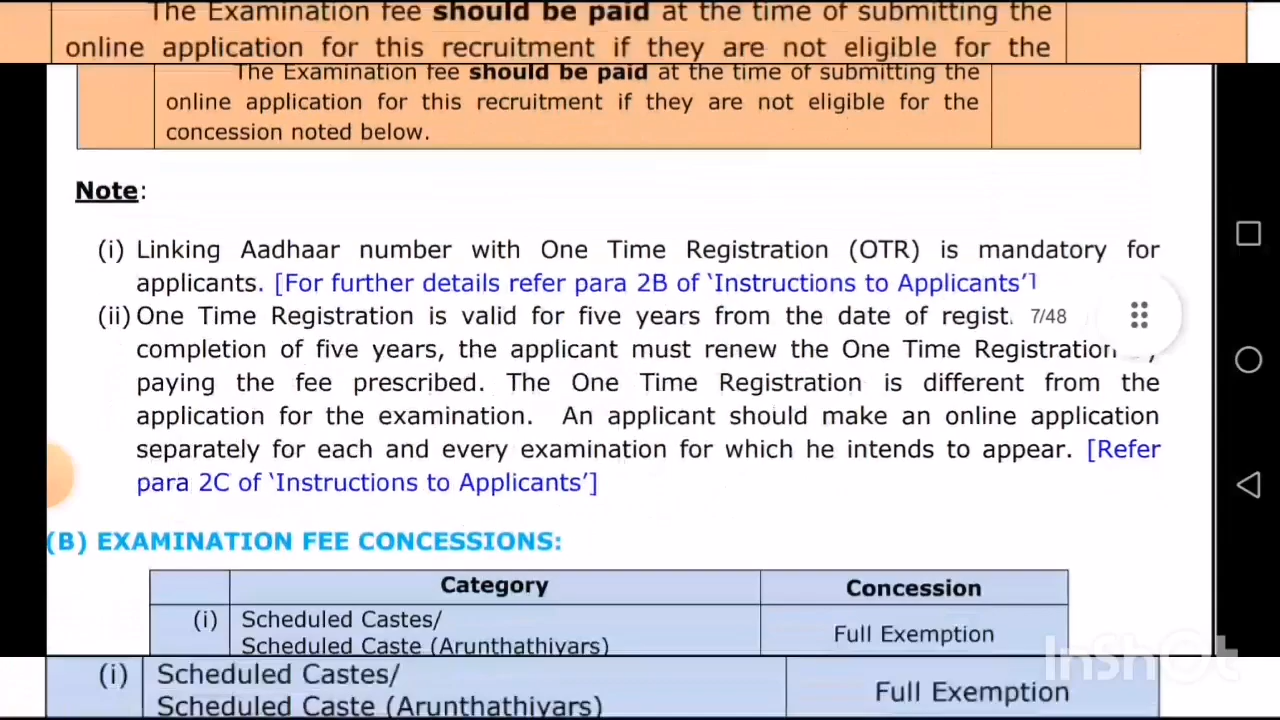 The Examination fee should be paid at the time of submitting the
online application for this recruitment if they are not eligible for the
The Examination fee should be paid at the time of submitting the
online application for this recruitment if they are not eligible for the
concession noted below.
Note:
(i) Linking Aadhaar number with One Time Registration (OTR) is mandatory for
applicants. [For further details refer para 2B of ‘Instructions to Applicants’]
(ii) One Time Registration is valid for five years from the date of regist. 7/48
completion of five years, the applicant must renew the One Time Registration
paying the fee prescribed. The One Time Registration is different from the
application for the examination. An applicant should make an online application
separately for each and every examination for which he intends to appear. [Refer
para 2C of ‘Instructions to Applicants’]
(B) EXAMINATION FEE CONCESSIONS:
Category Concession
(i) Scheduled Castes/
Scheduled Caste (Arunthathiyars) Full Exemption
(i) Scheduled Castes/
Scheduled Caste (Arunthathiyars) Full Exemption
InShOt